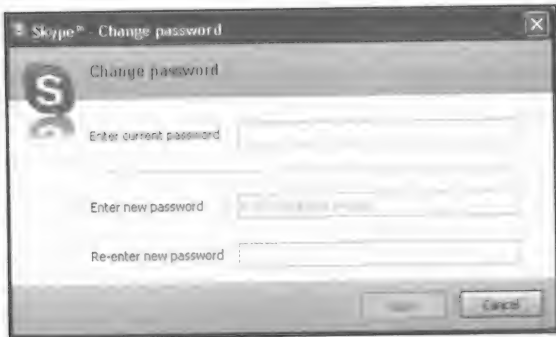 Skype™ - Change password
Change password
S
Enter current password
Enter new password
Re-enter new password
Cancel